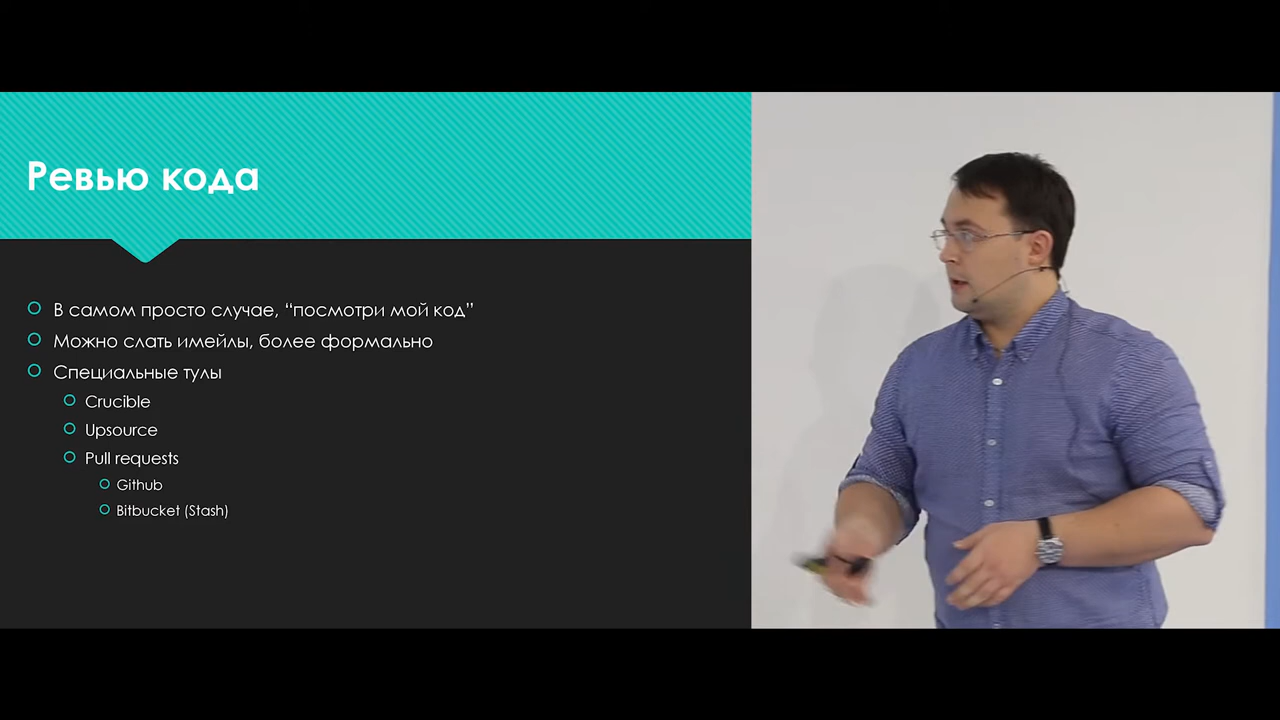 Ревью кода
В самом просто случае, “посмотри мой код”
Можно слать имейлы, более формально
Специальные тулы
Crucible
Upsource
Pull requests
Github
Bitbucket (Stash)